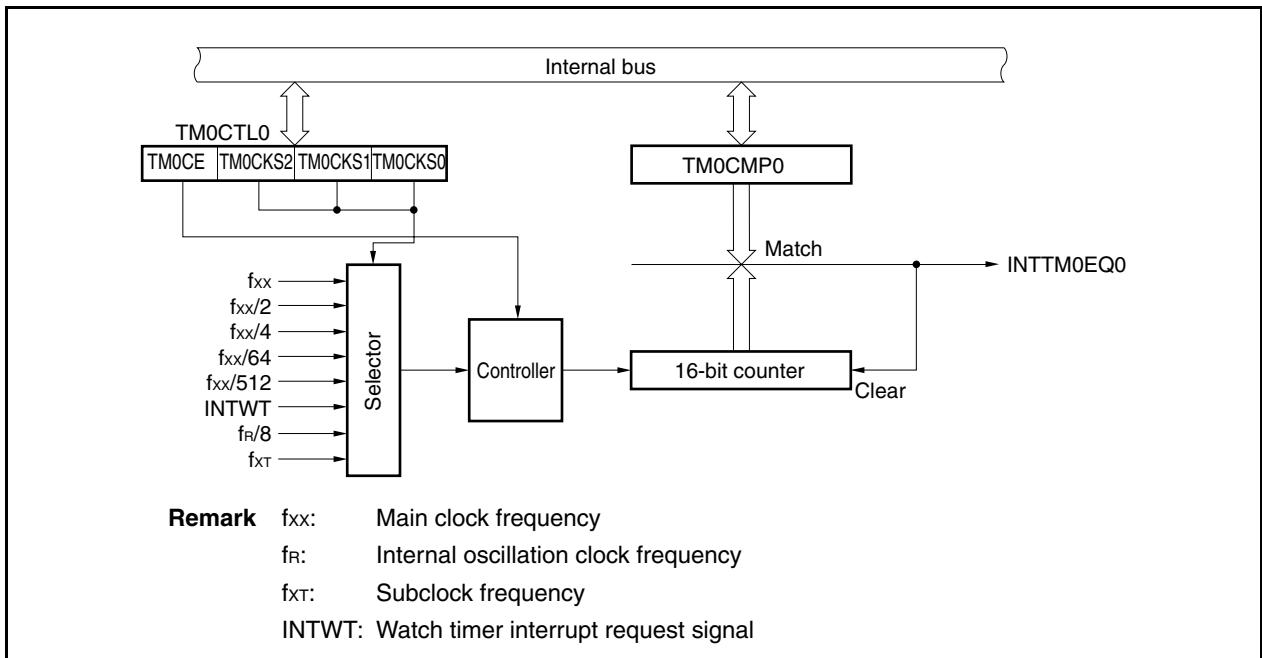 Internal bus
TM0CTL0
TM0CE TM0CKS2 TM0CKS1 TM0CKS0
TM0CMP0
Match
INTTM0EQ0
fXX
fXX/2
fXX/4
fXX/64
fXX/512
INTWT
fR/8
fXT
Selector
Controller
16-bit counter
Clear
Remark fXX: Main clock frequency
fR: Internal oscillation clock frequency
fXT: Subclock frequency
INTWT: Watch timer interrupt request signal